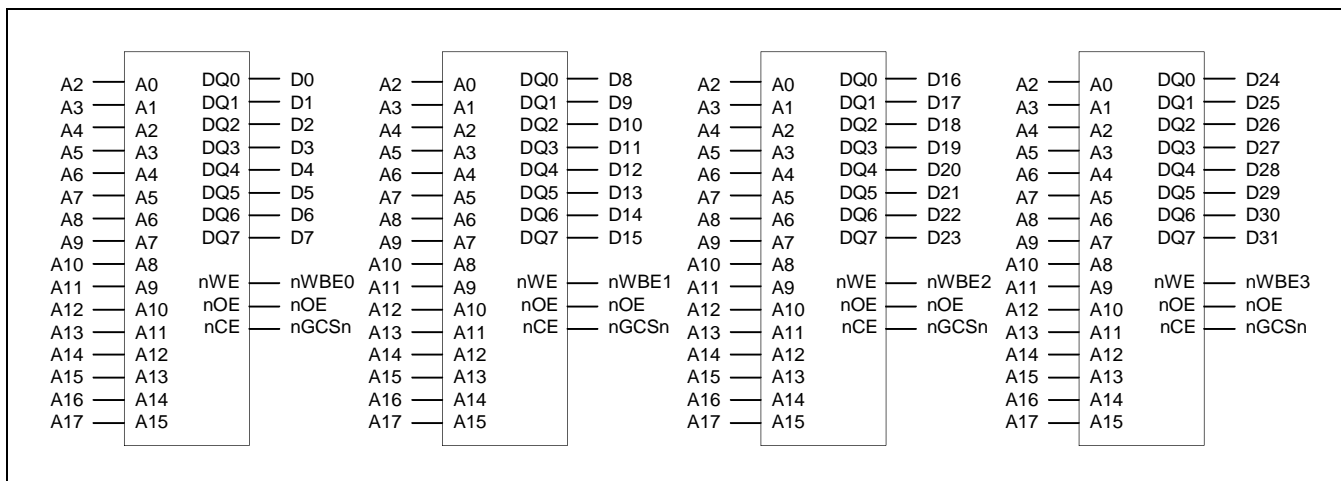 A2 A0 DQ0 D0 A2 A0 DQ0 D8 A2 A0 DQ0 D16 A2 A0 DQ0 D24
A3 A1 DQ1 D1 A3 A1 DQ1 D9 A3 A1 DQ1 D17 A3 A1 DQ1 D25
A4 A2 DQ2 D2 A4 A2 DQ2 D10 A4 A2 DQ2 D18 A4 A2 DQ2 D26
A5 A3 DQ3 D3 A5 A3 DQ3 D11 A5 A3 DQ3 D19 A5 A3 DQ3 D27
A6 A4 DQ4 D4 A6 A4 DQ4 D12 A6 A4 DQ4 D20 A6 A4 DQ4 D28
A7 A5 DQ5 D5 A7 A5 DQ5 D13 A7 A5 DQ5 D21 A7 A5 DQ5 D29
A8 A6 DQ6 D6 A8 A6 DQ6 D14 A8 A6 DQ6 D22 A8 A6 DQ6 D30
A9 A7 DQ7 D7 A9 A7 DQ7 D15 A9 A7 DQ7 D23 A9 A7 DQ7 D31
A10 A8 A10 A8 A10 A8 A10 A8
A11 A9 nWE nWBE0 A11 A9 nWE nWBE1 A11 A9 nWE nWBE2 A11 A9 nWE nWBE3
A12 A10 nOE nOE A12 A10 nOE nOE A12 A10 nOE nOE A12 A10 nOE nOE
A13 A11 nCE nGCSn A13 A11 nCE nGCSn A13 A11 nCE nGCSn A13 A11 nCE nGCSn
A14 A12 A14 A12 A14 A12 A14 A12
A15 A13 A15 A13 A15 A13 A15 A13
A16 A14 A16 A14 A16 A14 A16 A14
A17 A15 A17 A15 A17 A15 A17 A15